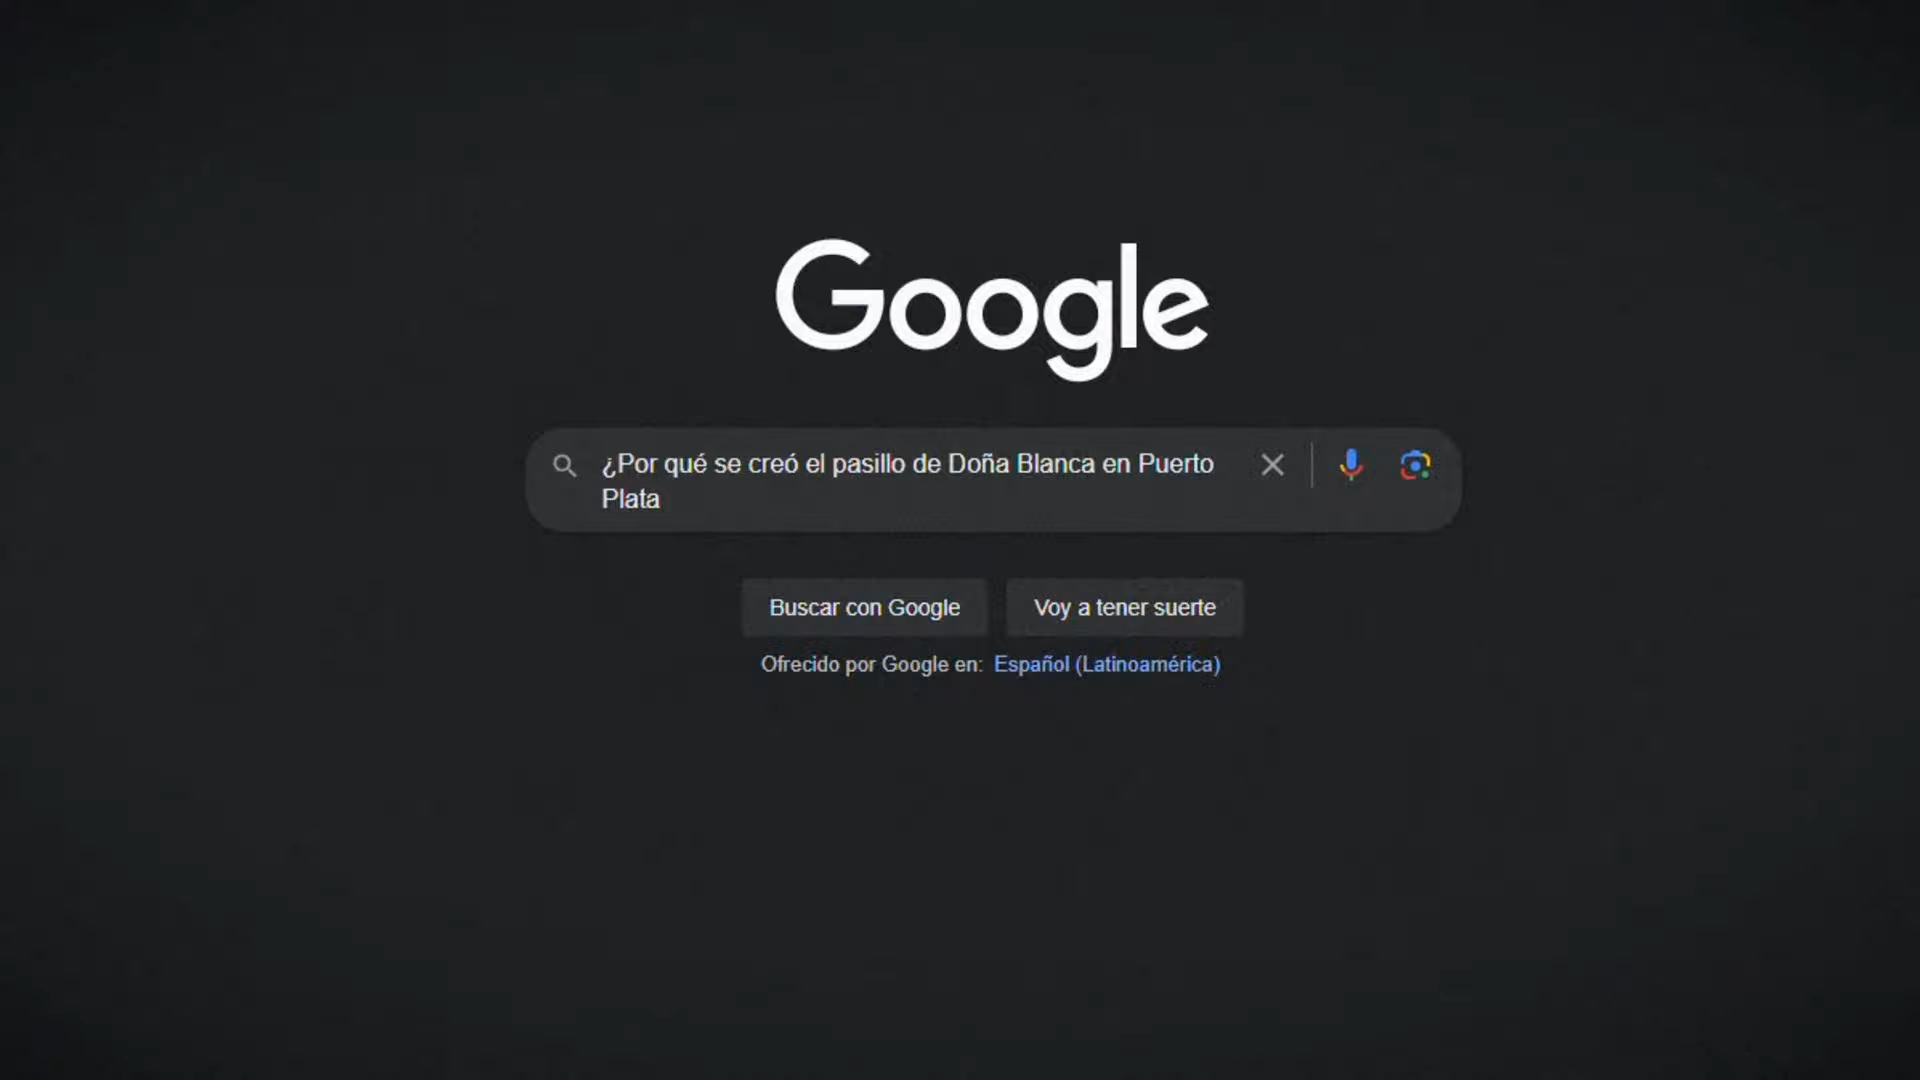 Google
¿Por qué se creó el pasillo de Doña Blanca en Puerto
Plata
Buscar con Google
Voy a tener suerte
Ofrecido por Google en: Español (Latinoamérica)